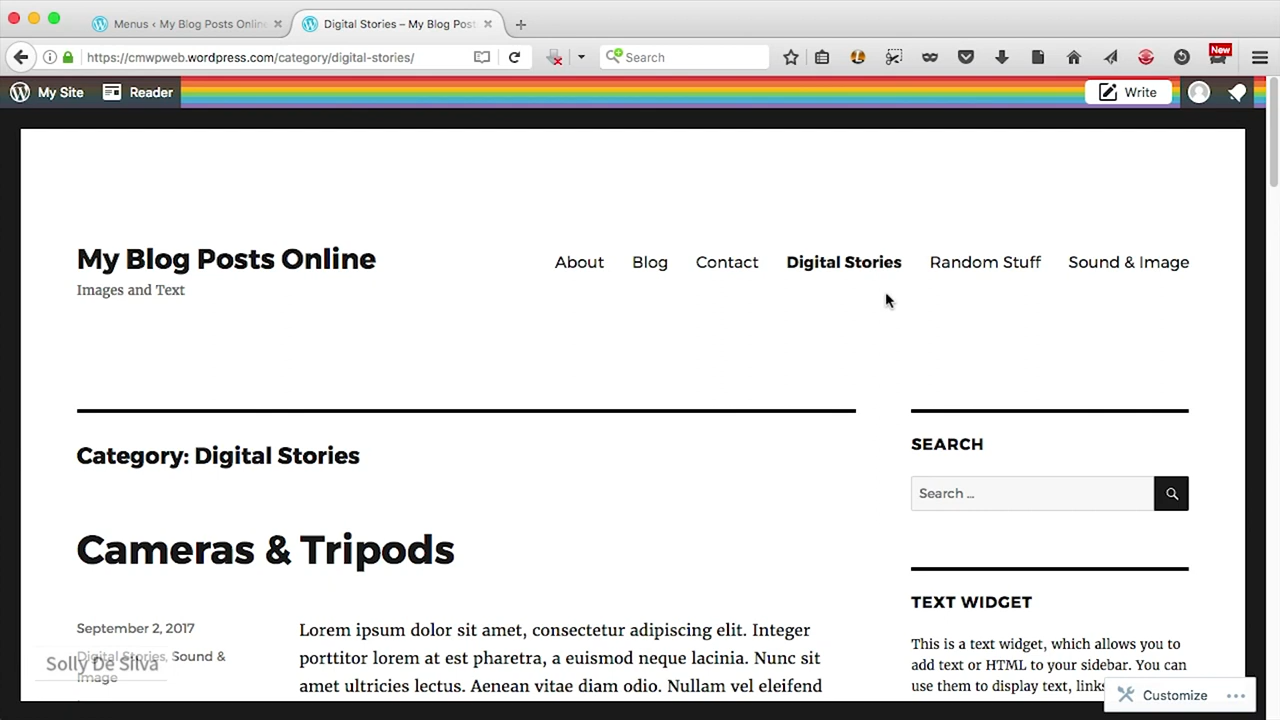 Menus ‹ My Blog Posts Online
Digital Stories – My Blog Post
https://cmwpweb.wordpress.com/category/digital-stories/
Search
New
My Site
Reader
Write
My Blog Posts Online
Images and Text
About
Blog
Contact
Digital Stories
Random Stuff
Sound & Image
Category: Digital Stories
SEARCH
Search ...
Cameras & Tripods
TEXT WIDGET
September 2, 2017
Digital Stories, Sound &
Image
Solly De Silva
Lorem ipsum dolor sit amet, consectetur adipiscing elit. Integer
porttitor lorem at est pharetra, a euismod neque lacinia. Nunc sit
amet ultricies lectus. Aenean vitae diam odio. Nullam vel eleifend
This is a text widget, which allows you to
add text or HTML to your sidebar. You can
use them to display text, links
Customize